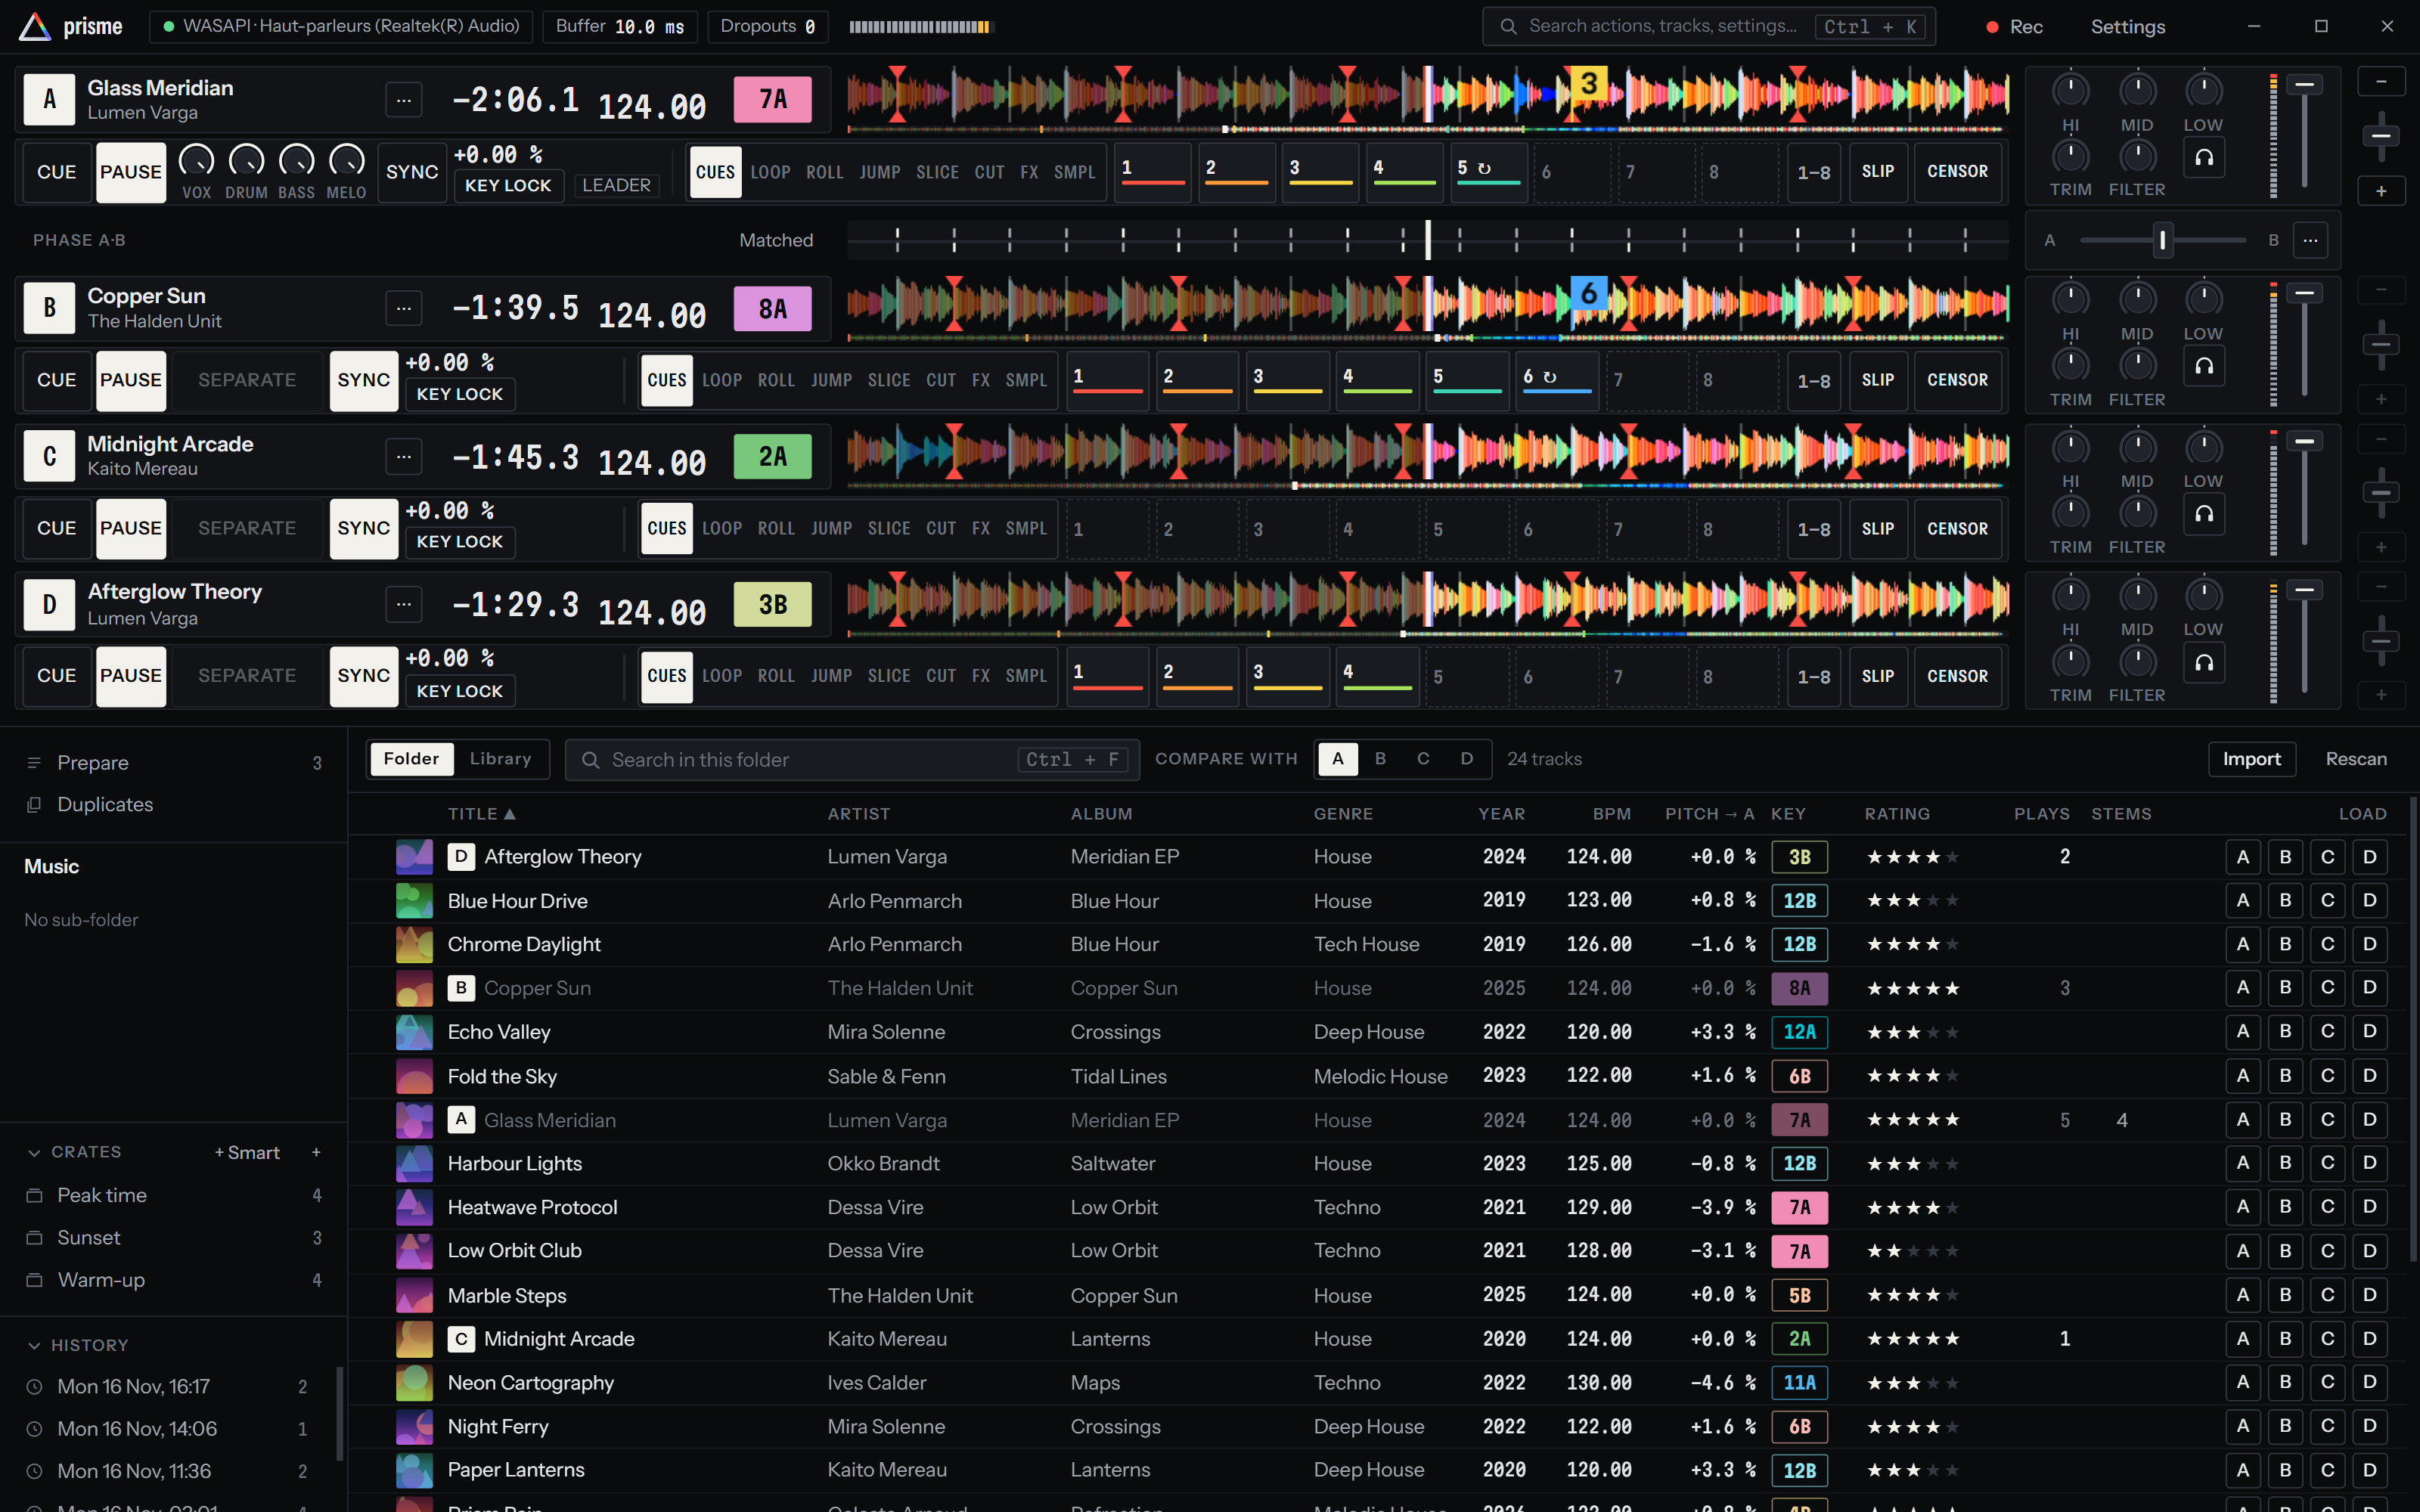 prisme WASAPI · Haut-parleurs (Realtek(R) Audio) Buffer 10.0 ms Dropouts 0 Search actions, tracks, settings... Ctrl + K Rec Settings
A Glass Meridian ... −2:06.1 124.00 7A 3
Lumen Varga
HI MID LOW
CUE PAUSE VOX DRUM BASS MELO SYNC +0.00 % KEY LOCK LEADER CUES LOOP ROLL JUMP SLICE CUT FX SMPL 1 2 3 4 5 ↻ 6 7 8 1–8 SLIP CENSOR
TRIM FILTER
PHASE A·B Matched A B ...
B Copper Sun ... −1:39.5 124.00 8A 6
The Halden Unit
HI MID LOW
CUE PAUSE SEPARATE SYNC +0.00 % KEY LOCK CUES LOOP ROLL JUMP SLICE CUT FX SMPL 1 2 3 4 5 6 ↻ 7 8 1–8 SLIP CENSOR
TRIM FILTER
C Midnight Arcade ... −1:45.3 124.00 2A
Kaito Mereau
HI MID LOW
CUE PAUSE SEPARATE SYNC +0.00 % KEY LOCK CUES LOOP ROLL JUMP SLICE CUT FX SMPL 1 2 3 4 5 6 7 8 1–8 SLIP CENSOR
TRIM FILTER
D Afterglow Theory ... −1:29.3 124.00 3B
Lumen Varga
HI MID LOW
CUE PAUSE SEPARATE SYNC +0.00 % KEY LOCK CUES LOOP ROLL JUMP SLICE CUT FX SMPL 1 2 3 4 5 6 7 8 1–8 SLIP CENSOR
TRIM FILTER
Prepare 3
Duplicates
Music
No sub-folder
CRATES + Smart +
Peak time 4
Sunset 3
Warm-up 4
HISTORY
Mon 16 Nov, 16:17 2
Mon 16 Nov, 14:06 1
Mon 16 Nov, 11:36 2
Folder Library Search in this folder Ctrl + F COMPARE WITH A B C D 24 tracks Import Rescan
TITLE ▲ ARTIST ALBUM GENRE YEAR BPM PITCH → A KEY RATING PLAYS STEMS LOAD
D Afterglow Theory Lumen Varga Meridian EP House 2024 124.00 +0.0 % 3B ★★★★★ 2 A B C D
Blue Hour Drive Arlo Penmarch Blue Hour House 2019 123.00 +0.8 % 12B ★★★★★ A B C D
Chrome Daylight Arlo Penmarch Blue Hour Tech House 2019 126.00 −1.6 % 12B ★★★★★ A B C D
B Copper Sun The Halden Unit Copper Sun House 2025 124.00 +0.0 % 8A ★★★★★ 3 A B C D
Echo Valley Mira Solenne Crossings Deep House 2022 120.00 +3.3 % 12A ★★★★★ A B C D
Fold the Sky Sable & Fenn Tidal Lines Melodic House 2023 122.00 +1.6 % 6B ★★★★★ A B C D
A Glass Meridian Lumen Varga Meridian EP House 2024 124.00 +0.0 % 7A ★★★★★ 5 4 A B C D
Harbour Lights Okko Brandt Saltwater House 2023 125.00 −0.8 % 12B ★★★★★ A B C D
Heatwave Protocol Dessa Vire Low Orbit Techno 2021 129.00 −3.9 % 7A ★★★★★ A B C D
Low Orbit Club Dessa Vire Low Orbit Techno 2021 128.00 −3.1 % 7A ★★★★★ A B C D
Marble Steps The Halden Unit Copper Sun House 2025 124.00 +0.0 % 5B ★★★★★ A B C D
C Midnight Arcade Kaito Mereau Lanterns House 2020 124.00 +0.0 % 2A ★★★★★ 1 A B C D
Neon Cartography Ives Calder Maps Techno 2022 130.00 −4.6 % 11A ★★★★★ A B C D
Night Ferry Mira Solenne Crossings Deep House 2022 122.00 +1.6 % 6B ★★★★★ A B C D
Paper Lanterns Kaito Mereau Lanterns Deep House 2020 120.00 +3.3 % 12B ★★★★★ A B C D